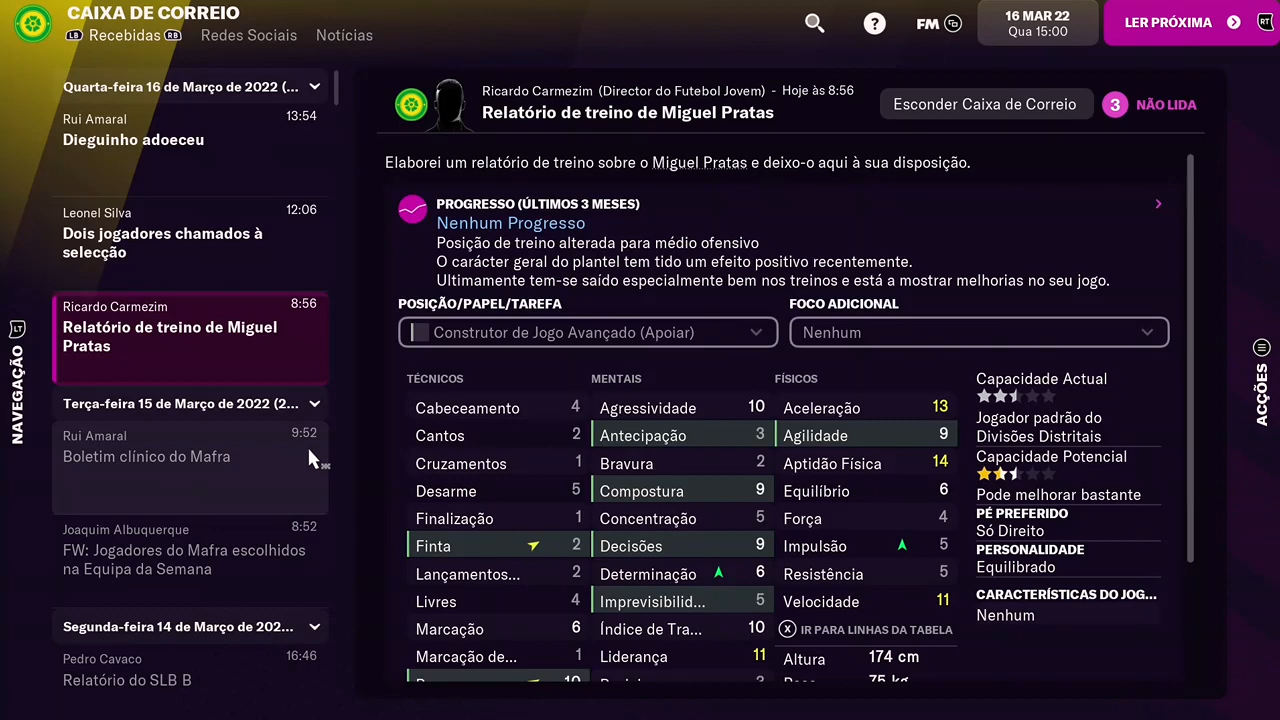 CAIXA DE CORREIO
LB Recebidas RB Redes Sociais Notícias
? FM
16 MAR 22
Qua 15:00
LER PRÓXIMA RT
LT
NAVEGAÇÃO
Quarta-feira 16 de Março de 2022 (...
Rui Amaral 13:54
Dieguinho adoeceu
Leonel Silva 12:06
Dois jogadores chamados à
selecção
Ricardo Carmezim 8:56
Relatório de treino de Miguel
Pratas
Terça-feira 15 de Março de 2022 (2...
Rui Amaral 9:52
Boletim clínico do Mafra
Joaquim Albuquerque 8:52
FW: Jogadores do Mafra escolhidos
na Equipa da Semana
Segunda-feira 14 de Março de 202...
Pedro Cavaco 16:46
Relatório do SLB B
Ricardo Carmezim (Director do Futebol Jovem) - Hoje às 8:56
Relatório de treino de Miguel Pratas
Esconder Caixa de Correio
3 NÃO LIDA
Elaborei um relatório de treino sobre o Miguel Pratas e deixo-o aqui à sua disposição.
PROGRESSO (ÚLTIMOS 3 MESES)
Nenhum Progresso
Posição de treino alterada para médio ofensivo
O carácter geral do plantel tem tido um efeito positivo recentemente.
Ultimamente tem-se saído especialmente bem nos treinos e está a mostrar melhorias no seu jogo.
POSIÇÃO/PAPEL/TAREFA
Construtor de Jogo Avançado (Apoiar)
FOCO ADICIONAL
Nenhum
TÉCNICOS
Cabeceamento 4
Cantos 2
Cruzamentos 1
Desarme 5
Finalização 1
Finta 2
Lançamentos... 2
Livres 4
Marcação 6
Marcação de... 1
10
MENTAIS
Agressividade 10
Antecipação 3
Bravura 2
Compostura 9
Concentração 5
Decisões 9
Determinação 6
Imprevisibilid... 5
Índice de Tra... 10
Liderança 11
FÍSICOS
Aceleração 13
Agilidade 9
Aptidão Física 14
Equilíbrio 6
Força 4
Impulsão 5
Resistência 5
Velocidade 11
X IR PARA LINHAS DA TABELA
Altura 174 cm
75 kg
Capacidade Actual
Jogador padrão do
Divisões Distritais
Capacidade Potencial
Pode melhorar bastante
PÉ PREFERIDO
Só Direito
PERSONALIDADE
Equilibrado
CARACTERÍSTICAS DO JOG...
Nenhum
ACÇÕES